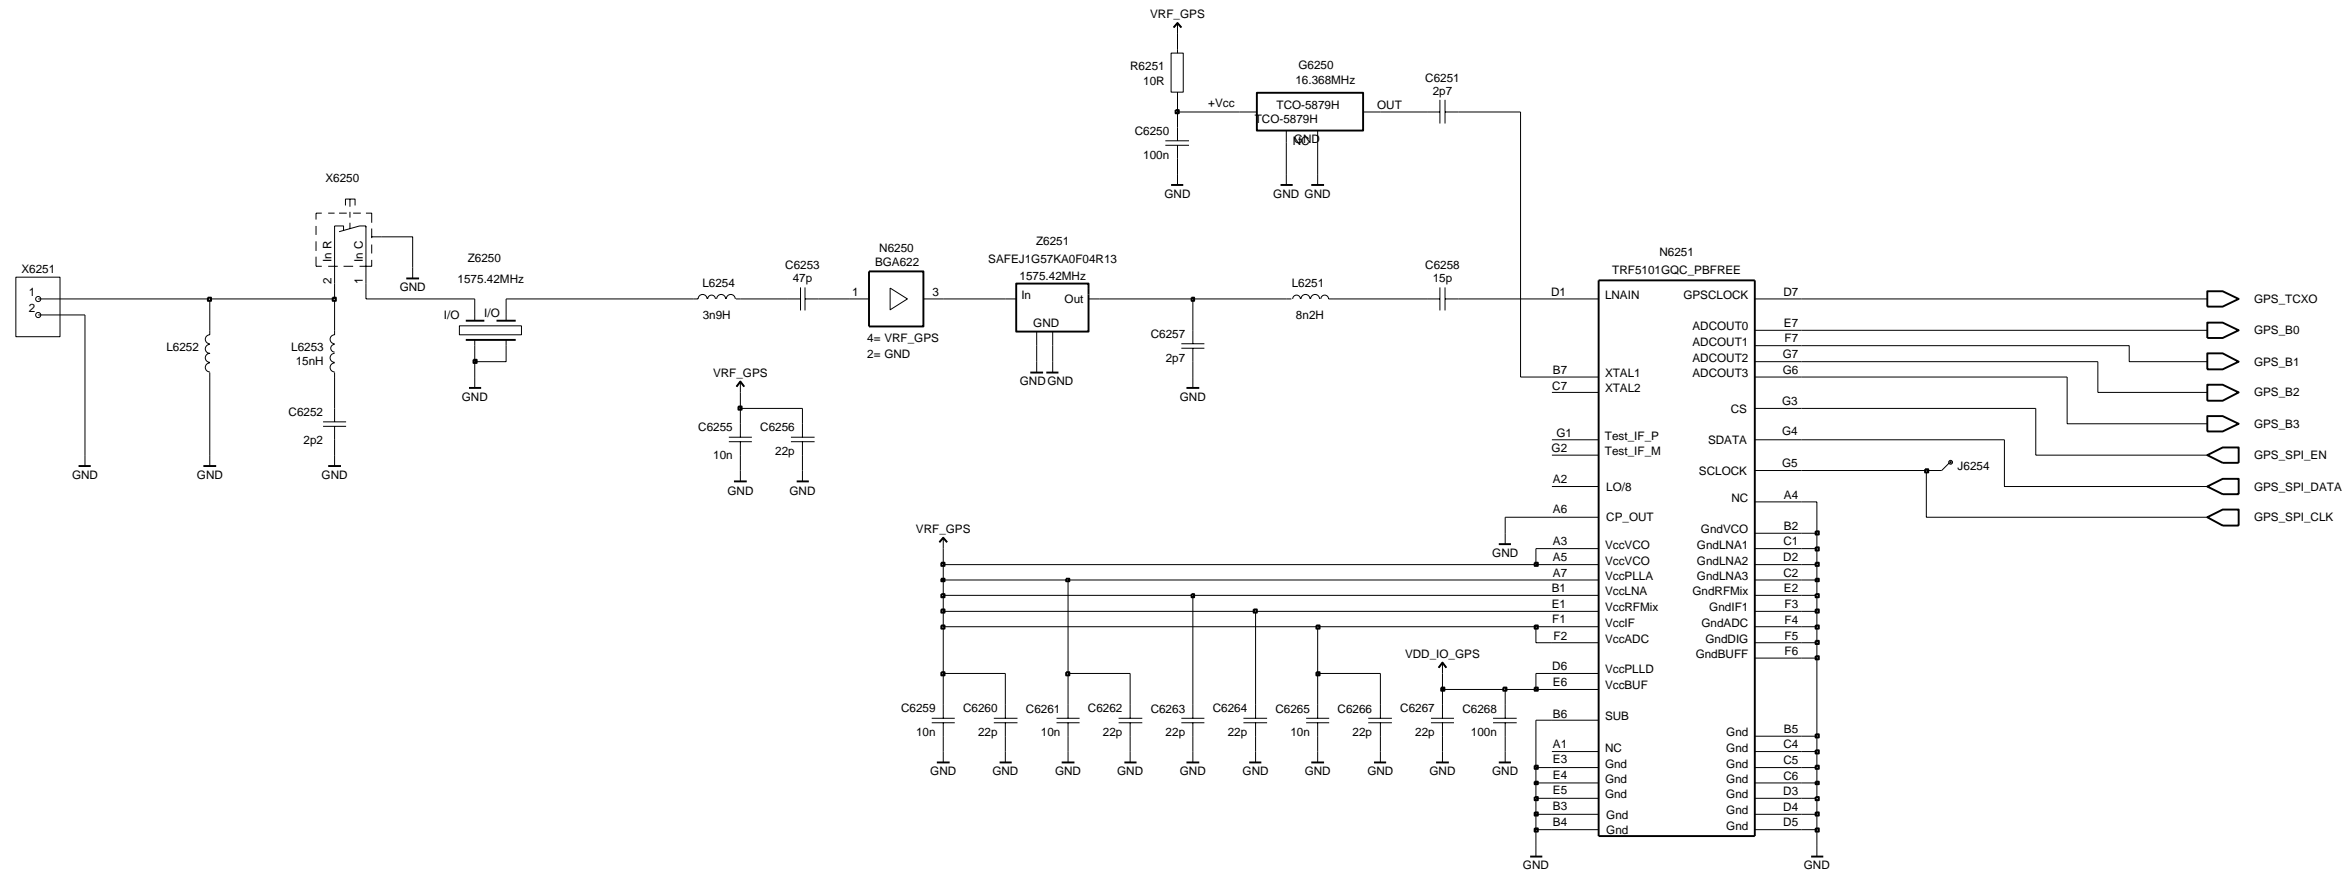 VRF_GPS
R6251
10R
+Vcc
C6250
100n
GND
G6250
16.368MHz
TCO-5879H
TCO-5879H
OUT
GND
NC
GND
GND
C6251
2p7
X6250
In R
In C
2
1
GND
X6251
1
2
GND
L6252
GND
L6253
15nH
C6252
2p2
GND
Z6250
1575.42MHz
I/O
I/O
GND
L6254
3n9H
C6253
47p
N6250
BGA622
1
3
4= VRF_GPS
2= GND
VRF_GPS
C6255
10n
GND
C6256
22p
GND
Z6251
SAFEJ1G57KA0F04R13
1575.42MHz
In
Out
GND
GND
GND
C6257
2p7
GND
L6251
8n2H
C6258
15p
N6251
TRF5101GQC_PBFREE
D1
LNAIN
B7
XTAL1
C7
XTAL2
G1
Test_IF_P
G2
Test_IF_M
A2
LO/8
A6
CP_OUT
GND
A3
VccVCO
A5
VccVCO
A7
VccPLLA
B1
VccLNA
E1
VccRFMix
F1
VccIF
F2
VccADC
D6
VccPLLD
E6
VccBUF
B6
SUB
A1
NC
E3
Gnd
E4
Gnd
E5
Gnd
B3
Gnd
B4
Gnd
GND
GPSCLOCK
D7
ADCOUT0
E7
ADCOUT1
F7
ADCOUT2
G7
ADCOUT3
G6
CS
G3
SDATA
G4
SCLOCK
G5
J6254
NC
A4
GndVCO
B2
GndLNA1
C1
GndLNA2
D2
GndLNA3
C2
GndRFMix
E2
GndIF1
F3
GndADC
F4
GndDIG
F5
GndBUFF
F6
Gnd
B5
Gnd
C4
Gnd
C5
Gnd
C6
Gnd
D3
Gnd
D4
Gnd
D5
GND
GPS_TCXO
GPS_B0
GPS_B1
GPS_B2
GPS_B3
GPS_SPI_EN
GPS_SPI_DATA
GPS_SPI_CLK
VRF_GPS
C6259
10n
GND
C6260
22p
GND
C6261
10n
GND
C6262
22p
GND
C6263
22p
GND
C6264
22p
GND
C6265
10n
GND
C6266
22p
GND
VDD_IO_GPS
C6267
22p
GND
C6268
100n
GND